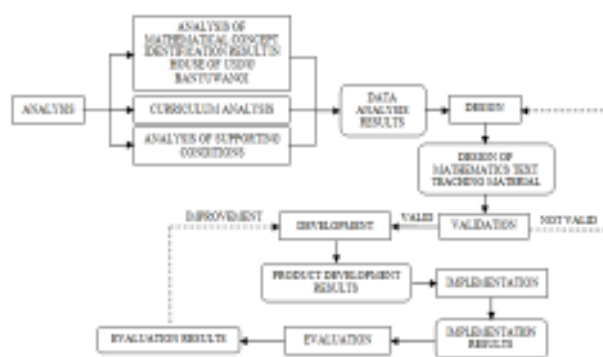 ANALYSIS OF
MATHEMATICAL CONCEPT
IDENTIFICATION RESULT IN
HOUSE OF USING
BANYUWANGI
ANALYSIS
CURRICULUM ANALYSIS
ANALYSIS OF SUPPORTING
CONDITIONS
DATA
ANALYSIS
RESULTS
DESIGN
DESIGN OF
MATHEMATICS TEXT
TEACHING MATERIAL
IMPROVEMENT
DEVELOPMENT
VALID
VALIDATION
NOT VALID
PRODUCT DEVELOPMENT
RESULTS
IMPLEMENTATION
EVALUATION RESULTS
EVALUATION
IMPLEMENTATION
RESULTS